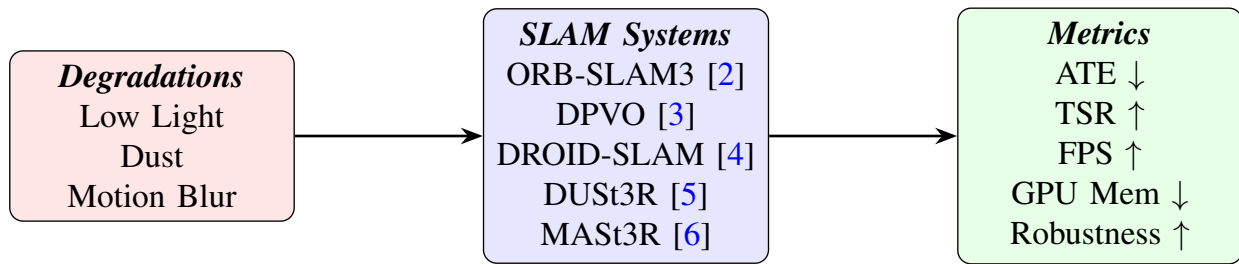 Degradations
Low Light
Dust
Motion Blur
SLAM Systems
ORB-SLAM3 [2]
DPVO [3]
DROID-SLAM [4]
DUSt3R [5]
MASt3R [6]
Metrics
ATE ↓
TSR ↑
FPS ↑
GPU Mem ↓
Robustness ↑